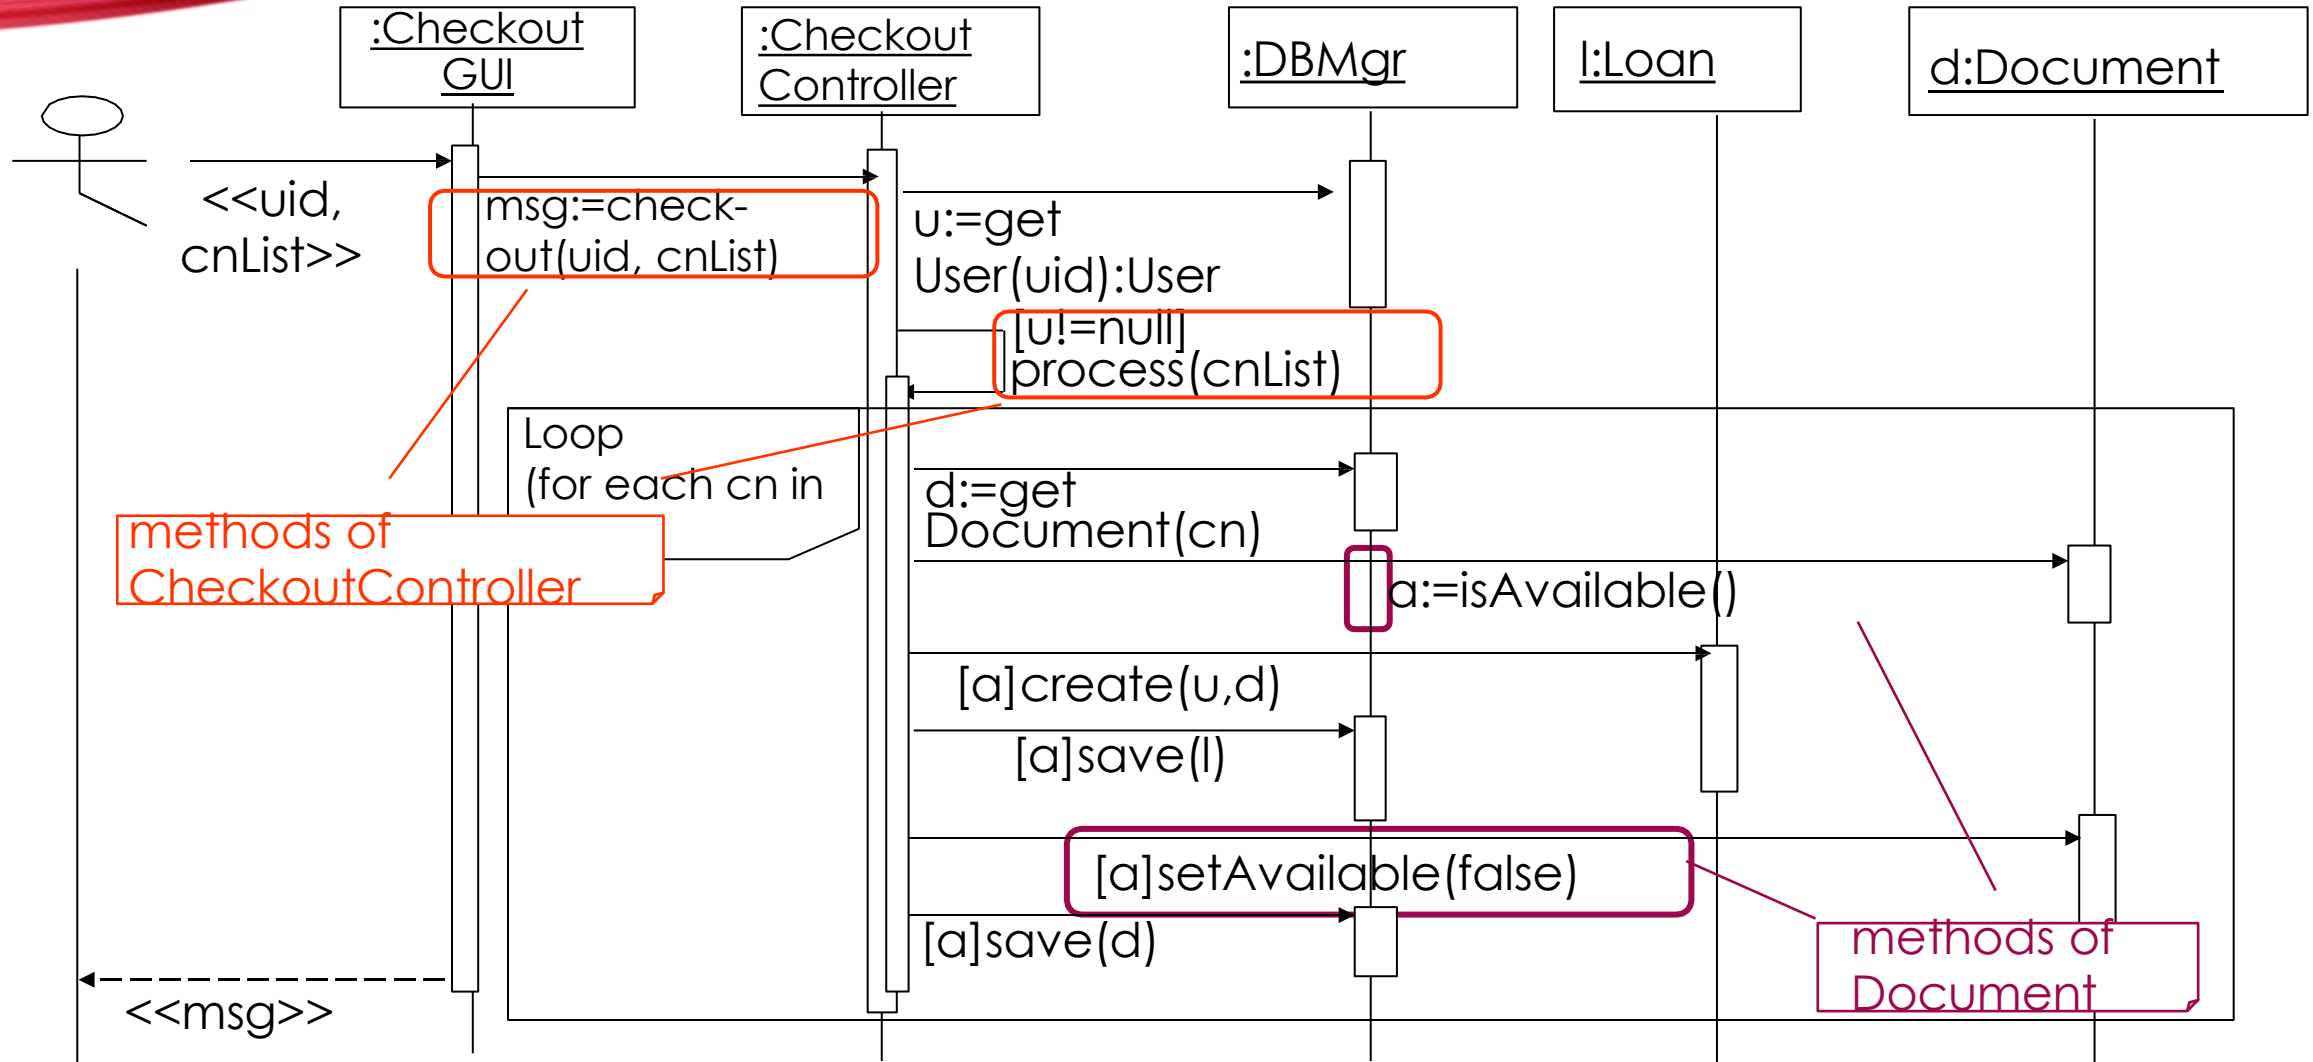 :Checkout
GUI
:Checkout
Controller
:DBMgr
l:Loan
d:Document
<<uid,
cnList>>
msg:=check-
out(uid, cnList)
u:=get
User(uid):User
[u!=null]
process(cnList)
Loop
(for each cn in
d:=get
Document(cn)
methods of
CheckoutController
a:=isAvailable()
[a]create(u,d)
[a]save(l)
[a]setAvailable(false)
[a]save(d)
methods of
Document
<<msg>>